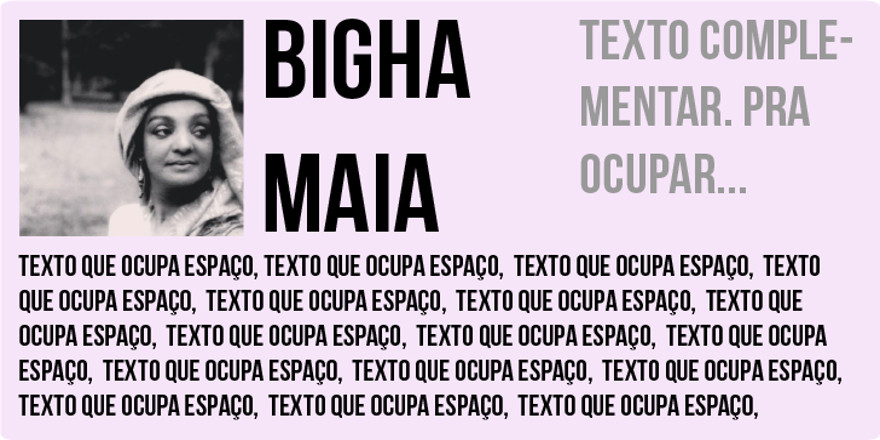 BIGHA
MAIA
TEXTO COMPLE-
MENTAR. PRA
OCUPAR...
TEXTO QUE OCUPA ESPAÇO, TEXTO QUE OCUPA ESPAÇO, TEXTO QUE OCUPA ESPAÇO, TEXTO
QUE OCUPA ESPAÇO, TEXTO QUE OCUPA ESPAÇO, TEXTO QUE OCUPA ESPAÇO, TEXTO QUE
OCUPA ESPAÇO, TEXTO QUE OCUPA ESPAÇO, TEXTO QUE OCUPA ESPAÇO, TEXTO QUE OCUPA
ESPAÇO, TEXTO QUE OCUPA ESPAÇO, TEXTO QUE OCUPA ESPAÇO, TEXTO QUE OCUPA ESPAÇO,
TEXTO QUE OCUPA ESPAÇO, TEXTO QUE OCUPA ESPAÇO, TEXTO QUE OCUPA ESPAÇO,